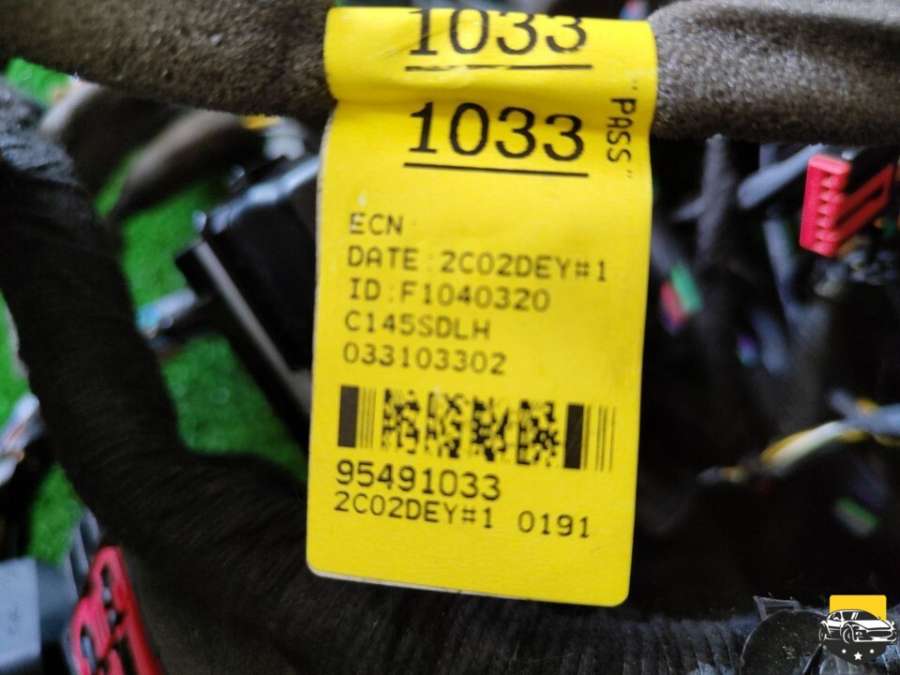 1033
1033
"PASS"
ECN
DATE:2C02DEY#1
ID:F1040320
C145SDLH
033103302
95491033
2C02DEY#1 0191